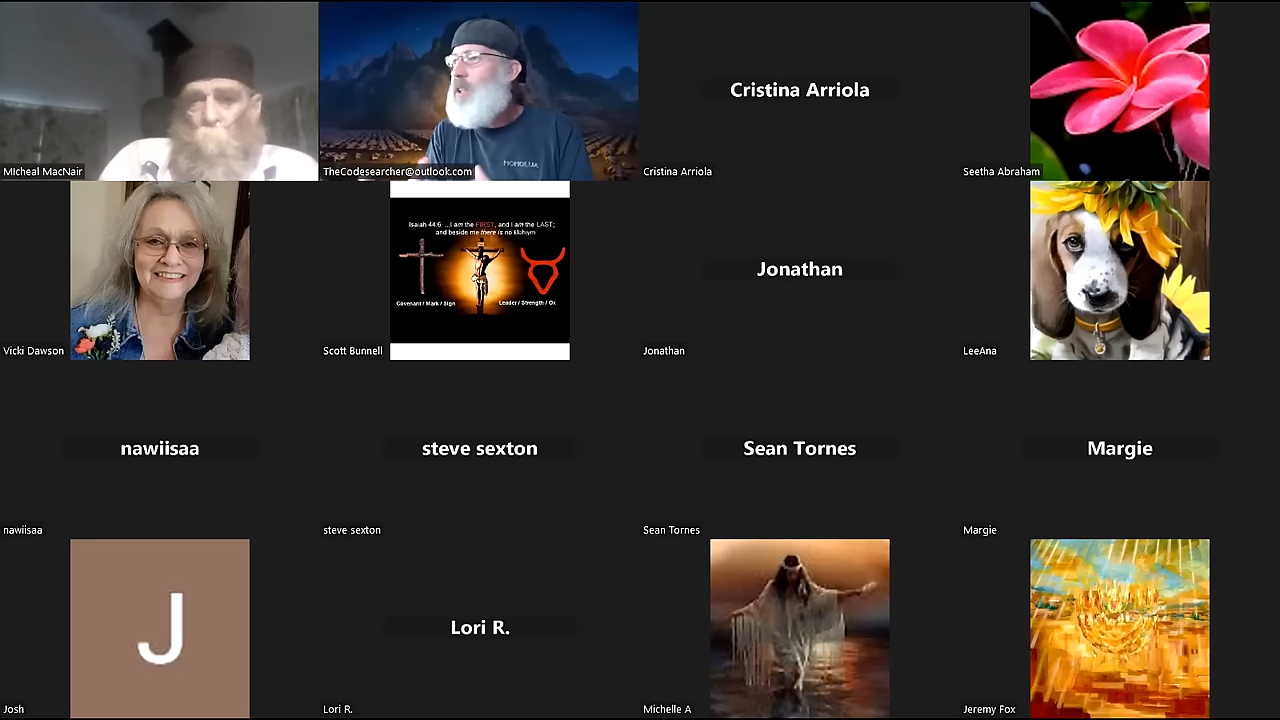 MIcheal MacNair
TheCodesearcher@outlook.com
Cristina Arriola
Cristina Arriola
Seetha Abraham
Vicki Dawson
Isaiah 44:6 ...I am the FIRST, and I am the LAST;
and beside me there is no Elohiym
Covenant / Mark / Sign
Leader / Strength / Ox
Scott Bunnell
Jonathan
Jonathan
LeeAna
nawiisaa
nawiisaa
steve sexton
steve sexton
Sean Tornes
Sean Tornes
Margie
Margie
J
Josh
Lori R.
Lori R.
Michelle A
Jeremy Fox